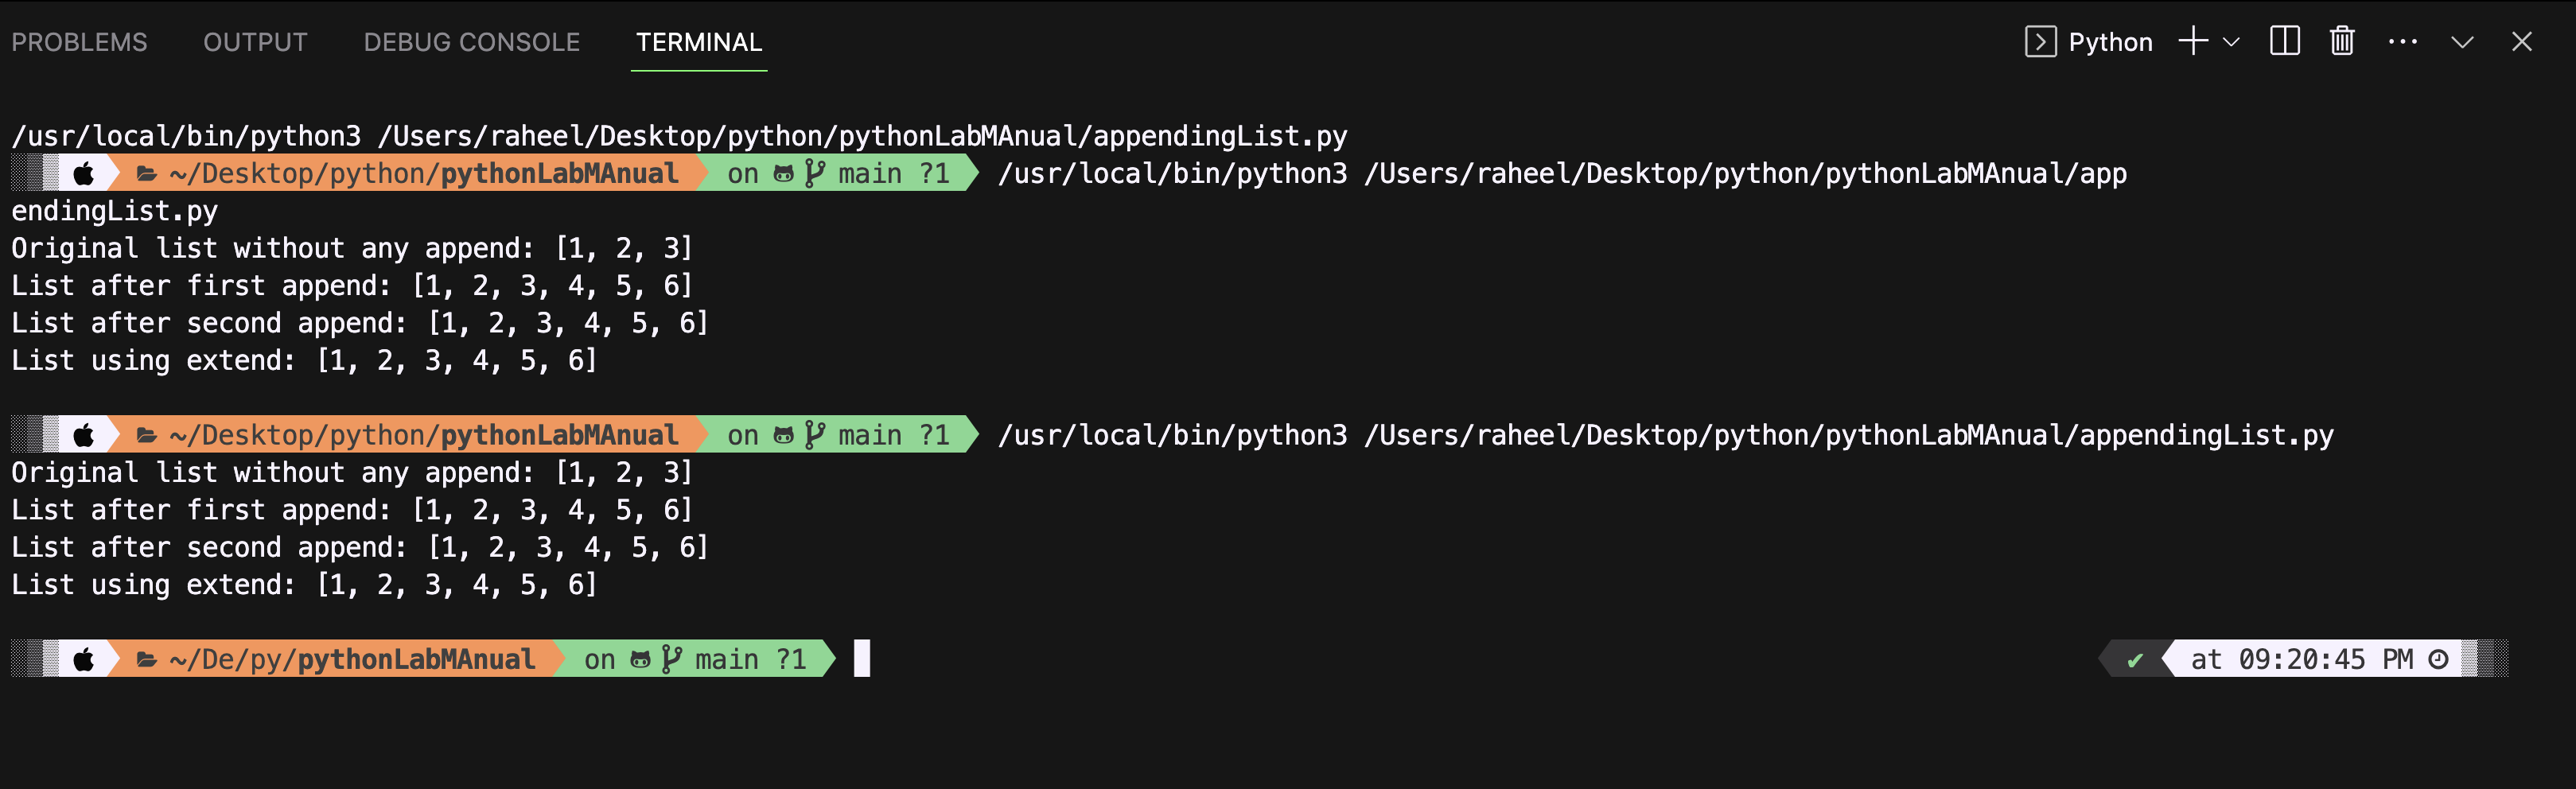 PROBLEMS OUTPUT DEBUG CONSOLE TERMINAL Python
/usr/local/bin/python3 /Users/raheel/Desktop/python/pythonLabMAnual/appendingList.py
~/Desktop/python/pythonLabMAnual on main ?1 /usr/local/bin/python3 /Users/raheel/Desktop/python/pythonLabMAnual/app
endingList.py
Original list without any append: [1, 2, 3]
List after first append: [1, 2, 3, 4, 5, 6]
List after second append: [1, 2, 3, 4, 5, 6]
List using extend: [1, 2, 3, 4, 5, 6]
~/Desktop/python/pythonLabMAnual on main ?1 /usr/local/bin/python3 /Users/raheel/Desktop/python/pythonLabMAnual/appendingList.py
Original list without any append: [1, 2, 3]
List after first append: [1, 2, 3, 4, 5, 6]
List after second append: [1, 2, 3, 4, 5, 6]
List using extend: [1, 2, 3, 4, 5, 6]
~/De/py/pythonLabMAnual on main ?1 ✔ at 09:20:45 PM